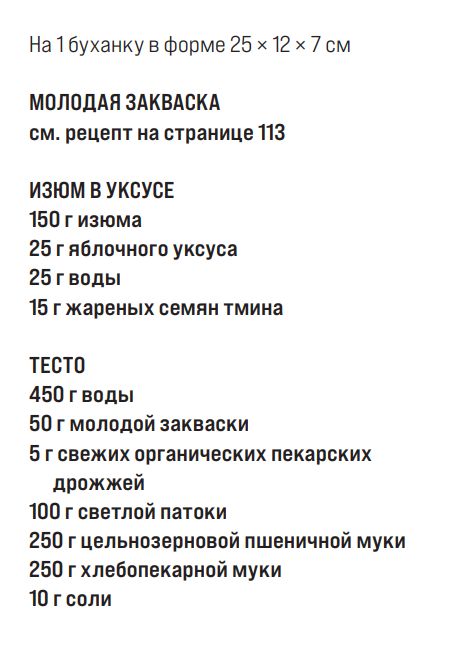 На 1 буханку в форме 25 × 12 × 7 см
МОЛОДАЯ ЗАКВАСКА
см. рецепт на странице 113
ИЗЮМ В УКСУСЕ
150 г изюма
25 г яблочного уксуса
25 г воды
15 г жареных семян тмина
ТЕСТО
450 г воды
50 г молодой закваски
5 г свежих органических пекарских
дрожжей
100 г светлой патоки
250 г цельнозерновой пшеничной муки
250 г хлебопекарной муки
10 г соли